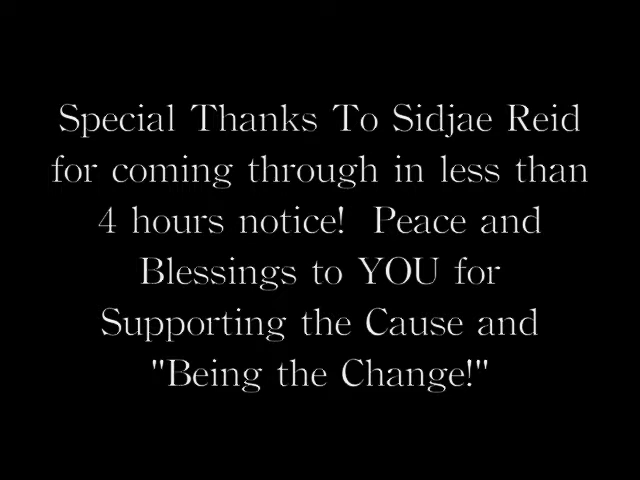 Special Thanks To Sidjae Reid
for coming through in less than
4 hours notice!  Peace and
Blessings to YOU for
Supporting the Cause and
"Being the Change!"